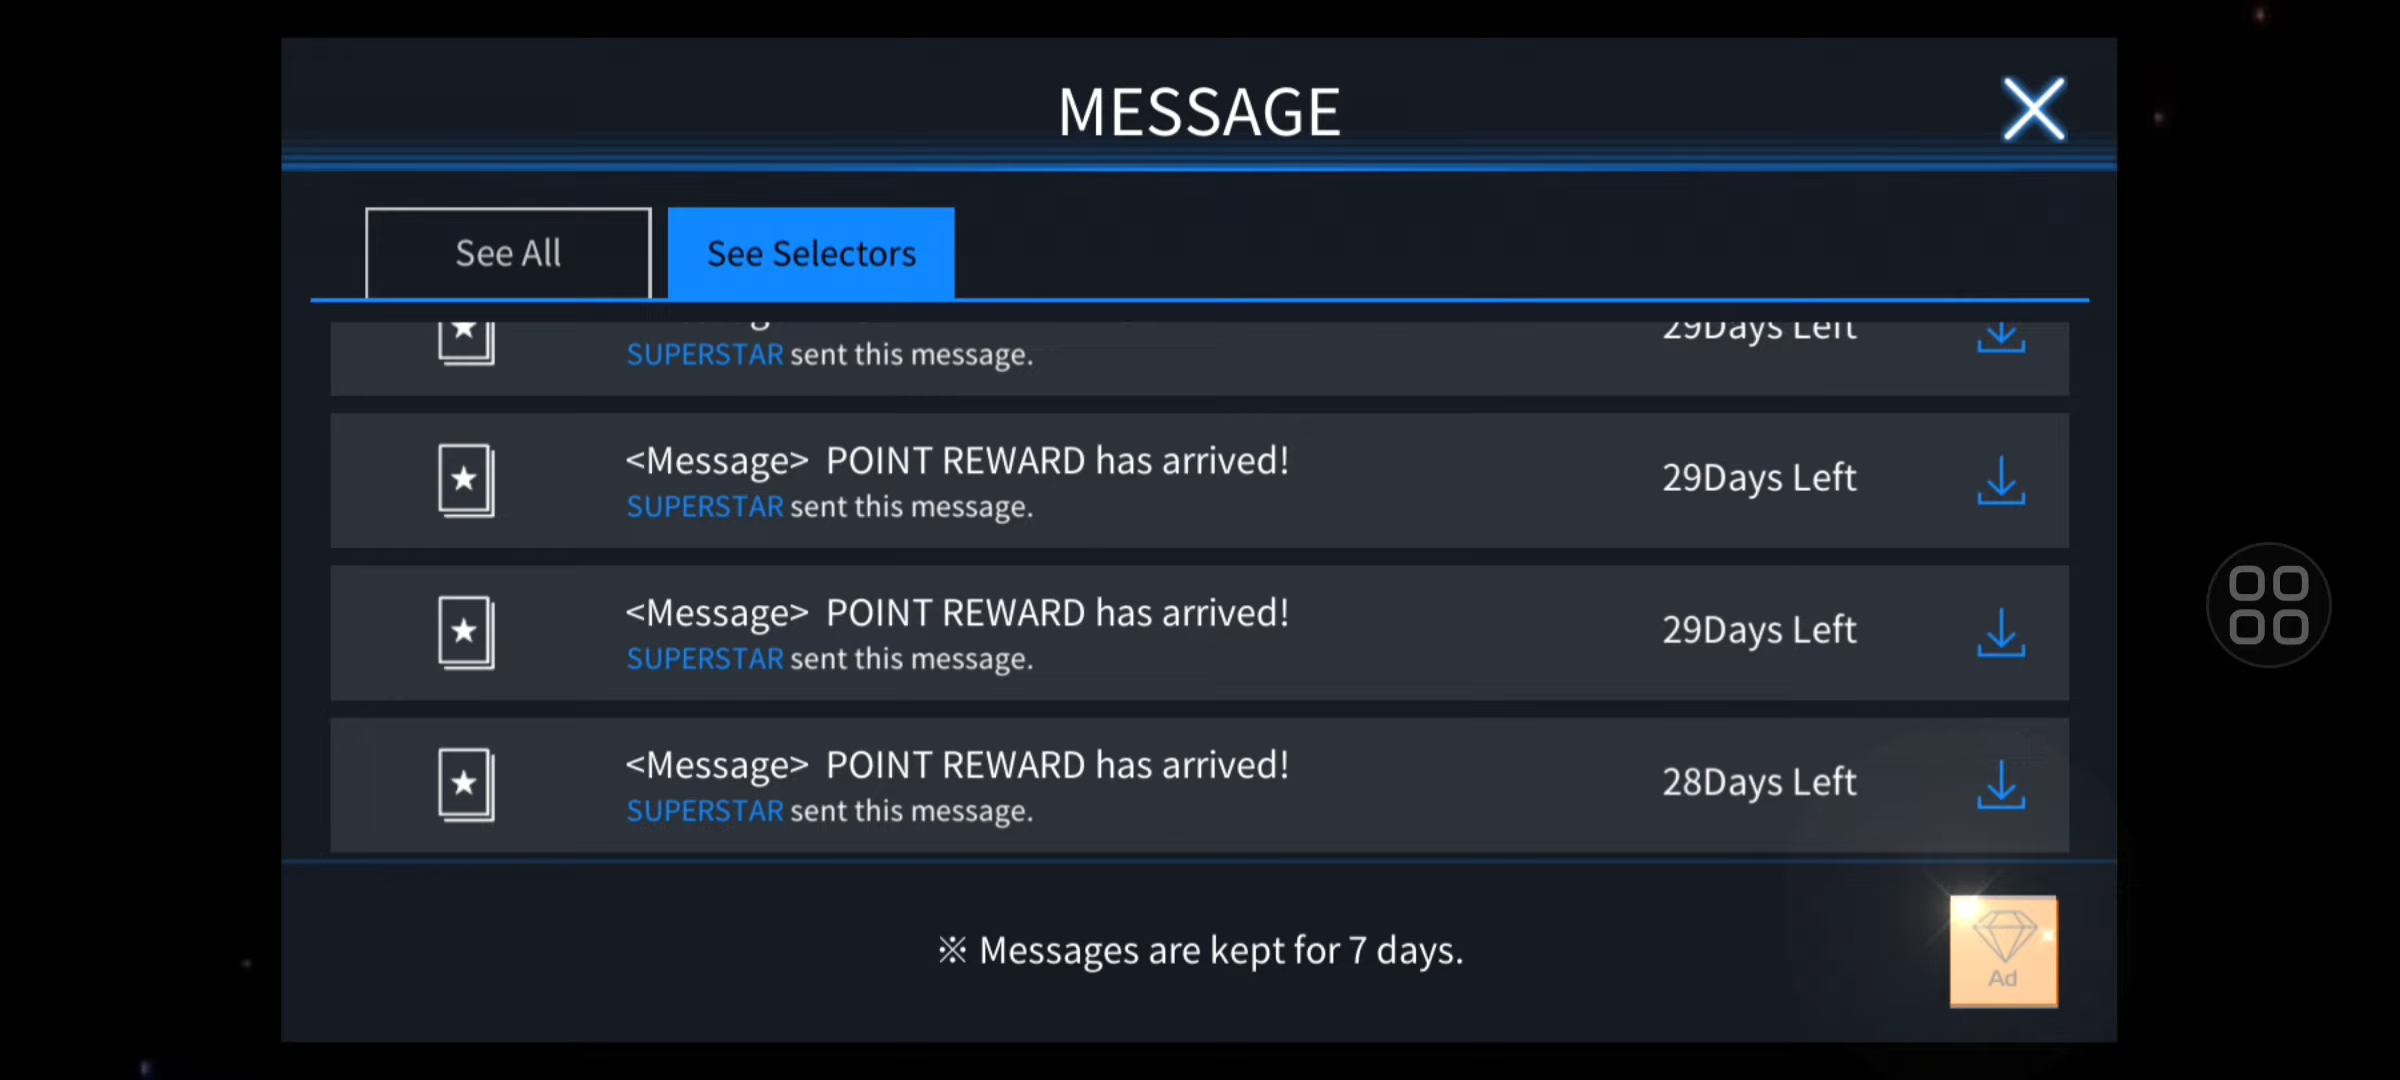 MESSAGE
See All
See Selectors
29Days Left
SUPERSTAR sent this message.
<Message> POINT REWARD has arrived!
SUPERSTAR sent this message.
29Days Left
<Message> POINT REWARD has arrived!
SUPERSTAR sent this message.
29Days Left
<Message> POINT REWARD has arrived!
SUPERSTAR sent this message.
28Days Left
※ Messages are kept for 7 days.
Ad